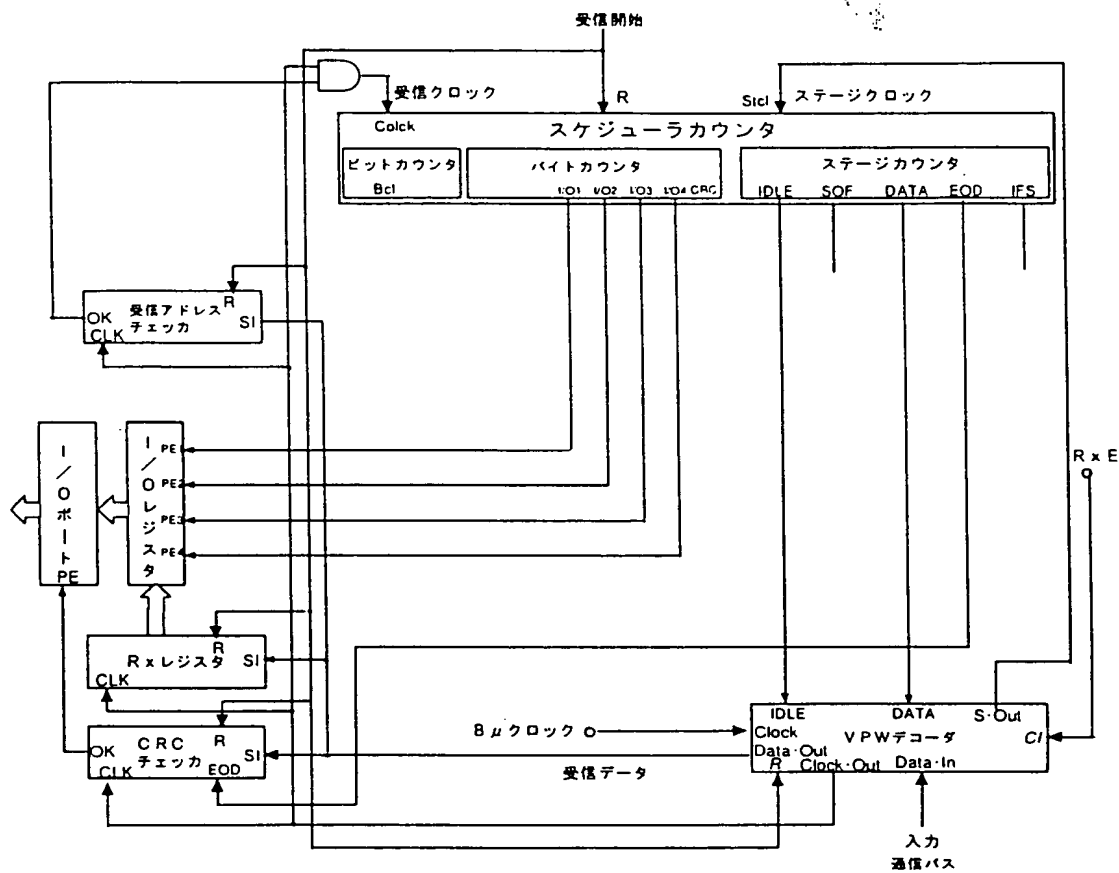 受信開始
受信クロック
R
Stcl ステージクロック
Colck
スケジューラカウンタ
ビットカウンタ
Bcl
バイトカウンタ
I/O1 I/O2 I/O3 I/O4 CRC
ステージカウンタ
IDLE SOF DATA EOD IFS
R
受信アドレス
チェッカ
OK
SI
CLK
I/Oポート
PE
I/Oレジスタ
PE1
PE2
PE3
PE4
R x E
R
R x レジスタ
SI
CLK
CRC
チェッカ
R
OK
SI
CLK
EOD
8μクロック
受信データ
IDLE DATA S・Out
Clock
VPWデコーダ
CI
Data・Out
R Clock・Out Data・In
入力
通信バス